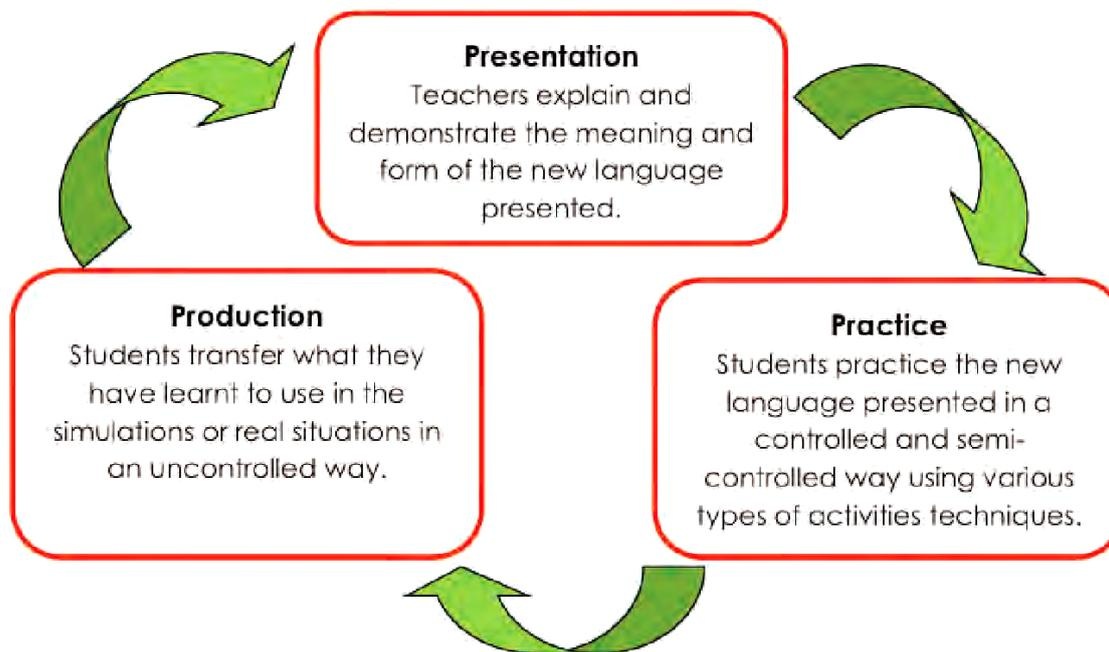 Presentation
Teachers explain and
demonstrate the meaning and
form of the new language
presented.
Practice
Students practice the new
language presented in a
controlled and semi-
controlled way using various
types of activities techniques.
Production
Students transfer what they
have learnt to use in the
simulations or real situations in
an uncontrolled way.